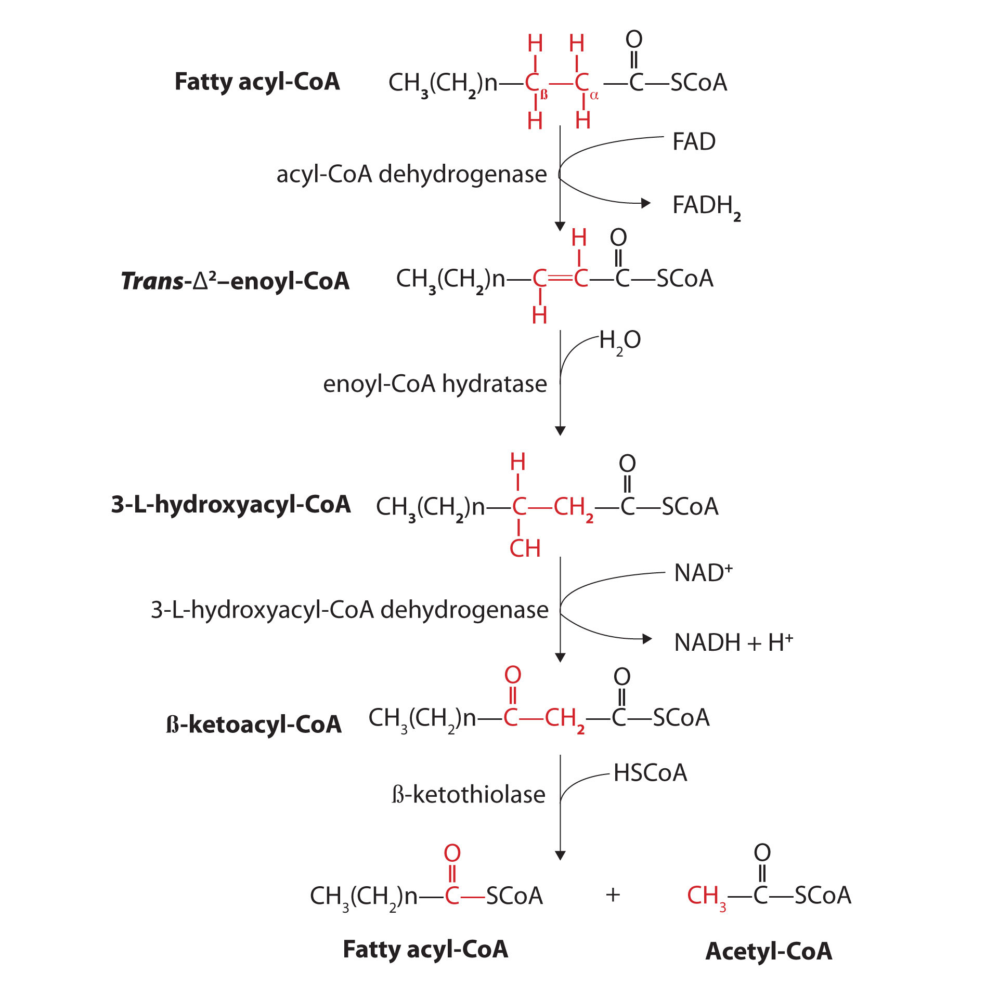 H H O
Fatty acyl-CoA CH₃(CH₂)n—Cß—Cα—C—SCoA
H H
FAD
acyl-CoA dehydrogenase
FADH₂
H O
Trans-Δ²–enoyl-CoA CH₃(CH₂)n—C=C—C—SCoA
H
H₂O
enoyl-CoA hydratase
H O
3-L-hydroxyacyl-CoA CH₃(CH₂)n—C—CH₂—C—SCoA
CH
NAD⁺
3-L-hydroxyacyl-CoA dehydrogenase
NADH + H⁺
O O
ß-ketoacyl-CoA CH₃(CH₂)n—C—CH₂—C—SCoA
HSCoA
ß-ketothiolase
O O
CH₃(CH₂)n—C—SCoA + CH₃—C—SCoA
Fatty acyl-CoA Acetyl-CoA